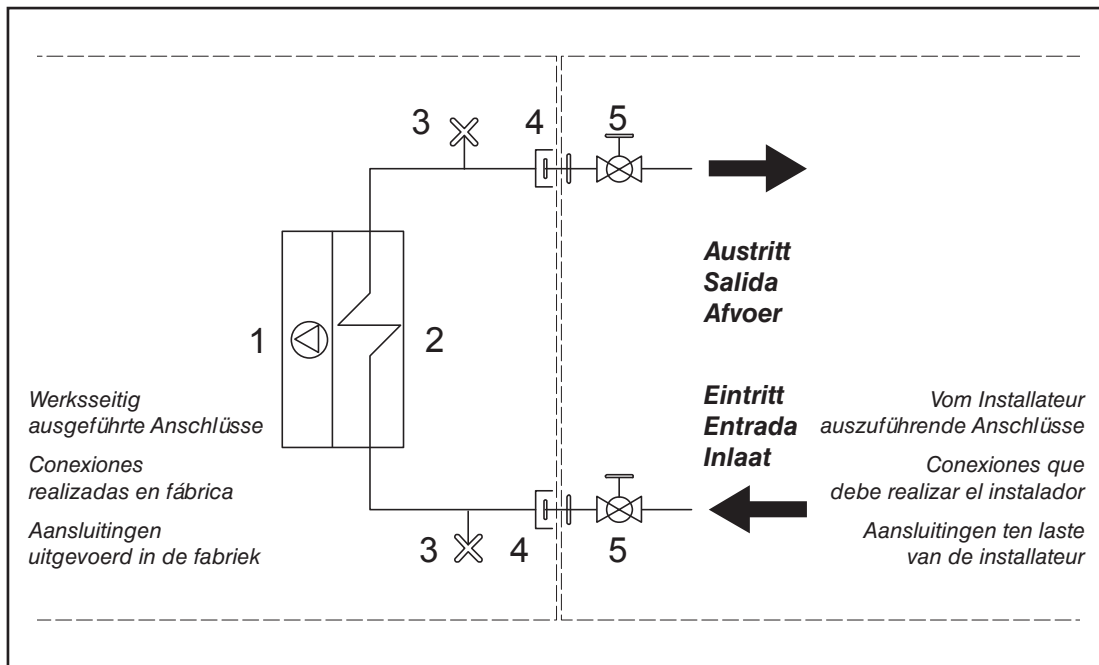 3
4
5
Austritt
Salida
Afvoer
1
2
Werksseitig
ausgeführte Anschlüsse
Conexiones
realizadas en fábrica
Aansluitingen
uitgevoerd in de fabriek
Eintritt
Entrada
Inlaat
Vom Installateur
auszuführende Anschlüsse
Conexiones que
debe realizar el instalador
Aansluitingen ten laste
van de installateur
3
4
5